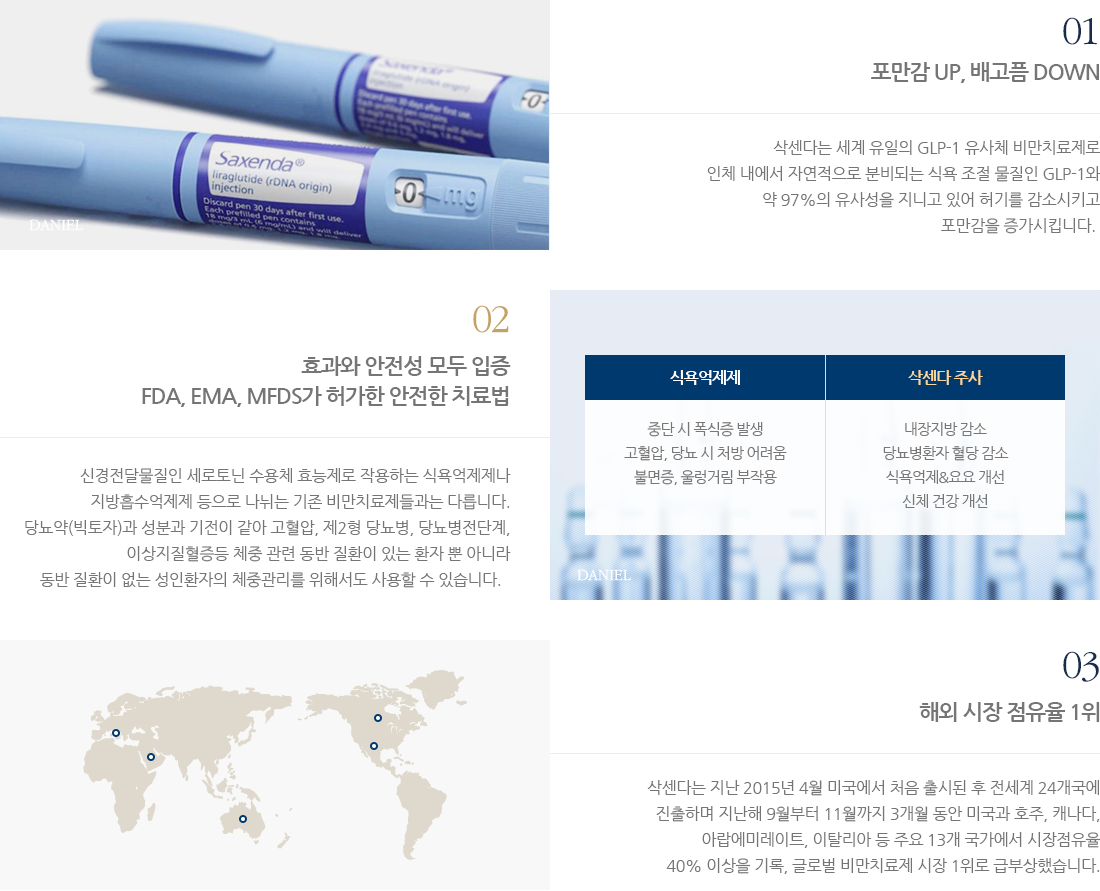 Saxenda®
liraglutide (rDNA origin)
injection
Discard pen 30 days after first use.
Each prefilled pen contains
0
mg
Saxenda®
liraglutide (rDNA origin)
injection
Discard pen 30 days after first use.
Each prefilled pen contains
18 mg/3 mL (6 mg/mL) and will deliver
0
mg
DANIEL
01
포만감 UP, 배고픔 DOWN
삭센다는 세계 유일의 GLP-1 유사체 비만치료제로
인체 내에서 자연적으로 분비되는 식욕 조절 물질인 GLP-1와
약 97%의 유사성을 지니고 있어 허기를 감소시키고
포만감을 증가시킵니다.
02
효과와 안전성 모두 입증
FDA, EMA, MFDS가 허가한 안전한 치료법
신경전달물질인 세로토닌 수용체 효능제로 작용하는 식욕억제제나
지방흡수억제제 등으로 나뉘는 기존 비만치료제들과는 다릅니다.
당뇨약(빅토자)과 성분과 기전이 같아 고혈압, 제2형 당뇨병, 당뇨병전단계,
이상지질혈증등 체중 관련 동반 질환이 있는 환자 뿐 아니라
동반 질환이 없는 성인환자의 체중관리를 위해서도 사용할 수 있습니다.
식욕억제제
중단 시 폭식증 발생
고혈압, 당뇨 시 처방 어려움
불면증, 울렁거림 부작용
삭센다 주사
내장지방 감소
당뇨병환자 혈당 감소
식욕억제&요요 개선
신체 건강 개선
DANIEL
03
해외 시장 점유율 1위
삭센다는 지난 2015년 4월 미국에서 처음 출시된 후 전세계 24개국에
진출하며 지난해 9월부터 11월까지 3개월 동안 미국과 호주, 캐나다,
아랍에미레이트, 이탈리아 등 주요 13개 국가에서 시장점유율
40% 이상을 기록, 글로벌 비만치료제 시장 1위로 급부상했습니다.